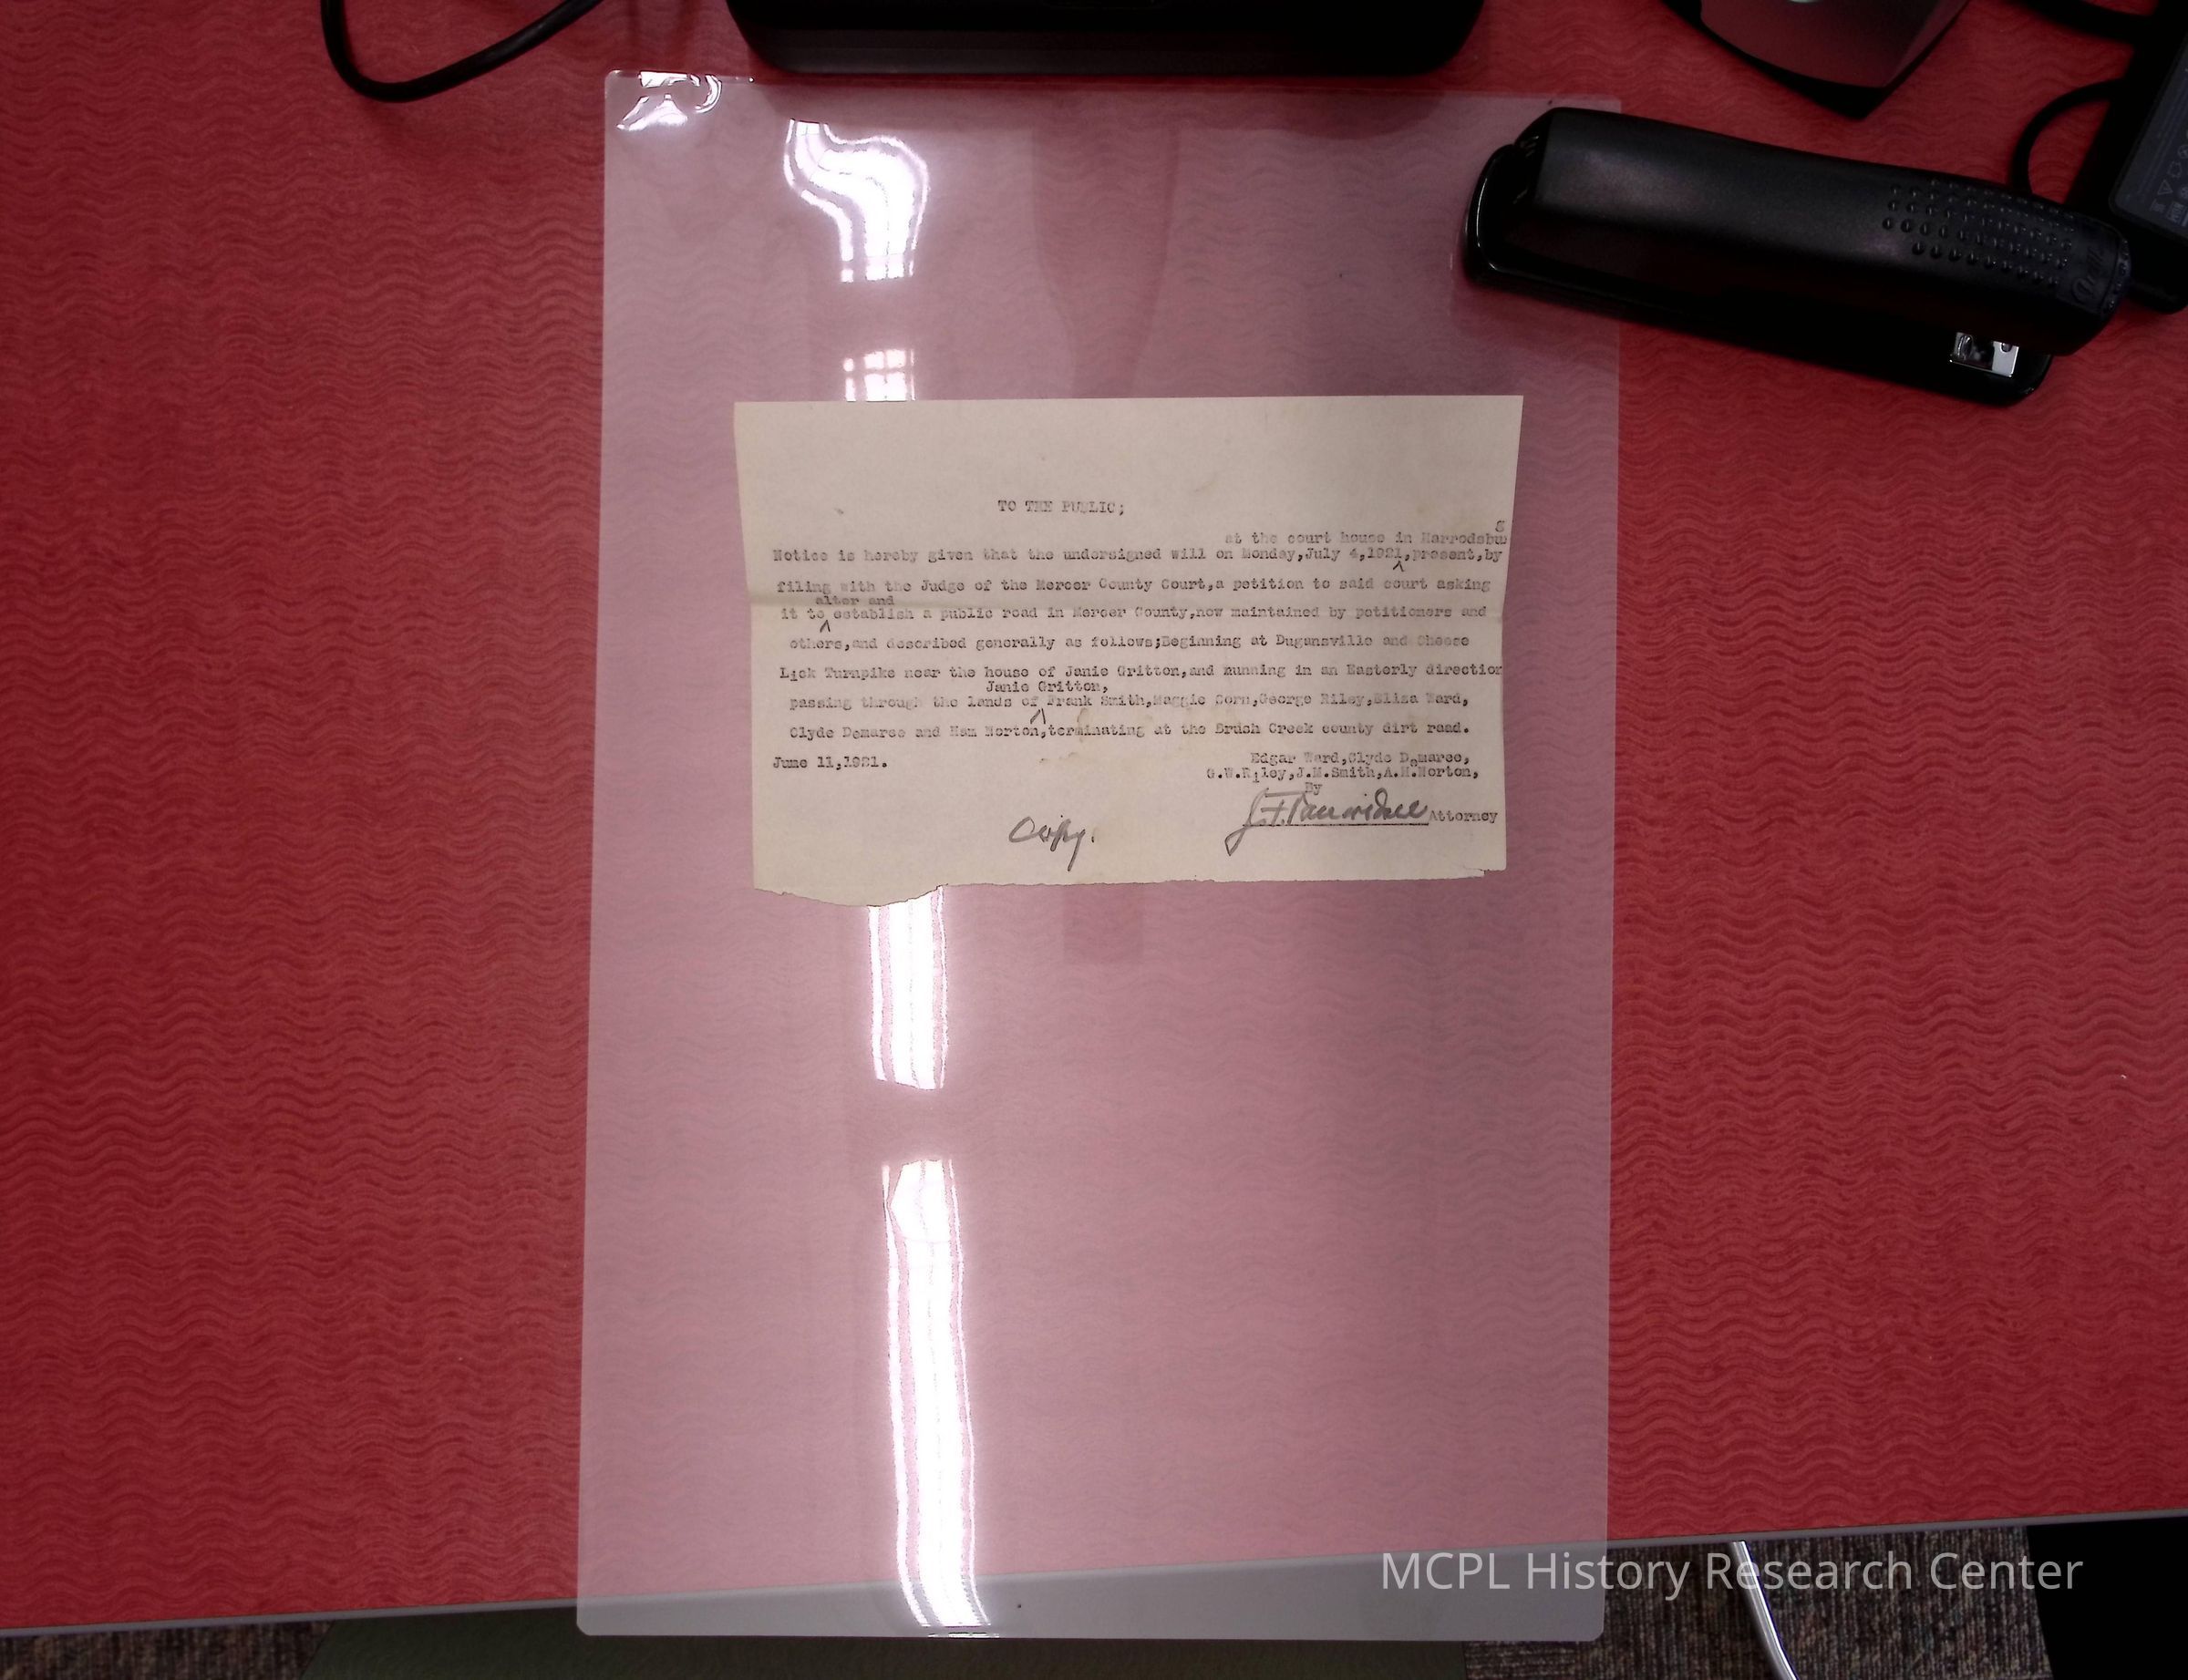 TO THE PUBLIC;
at the court house in Harrodsbu
Notice is hereby given that the undersigned will on Monday,July 4,1921,present,by
filing with the Judge of the Mercer County Court,a petition to said court asking
alter and
it to establish a public road in Mercer County,now maintained by petitioners and
others,and described generally as follows;Beginning at Dugansville and Cheese
Lick Turnpike near the house of Janie Gritton,and running in an Easterly direction
Janie Gritton,
passing through the lands of Frank Smith,Maggie Corn,George Riley,Eliza Ward,
Clyde Demaree and Ham Norton,terminating at the Brush Creek county dirt road.
June 11,1921.
Edgar Ward,Clyde Demaree,
G.W.Riley,J.M.Smith,A.H.Norton,
By
Attorney
Copy.
MCPL History Research Center